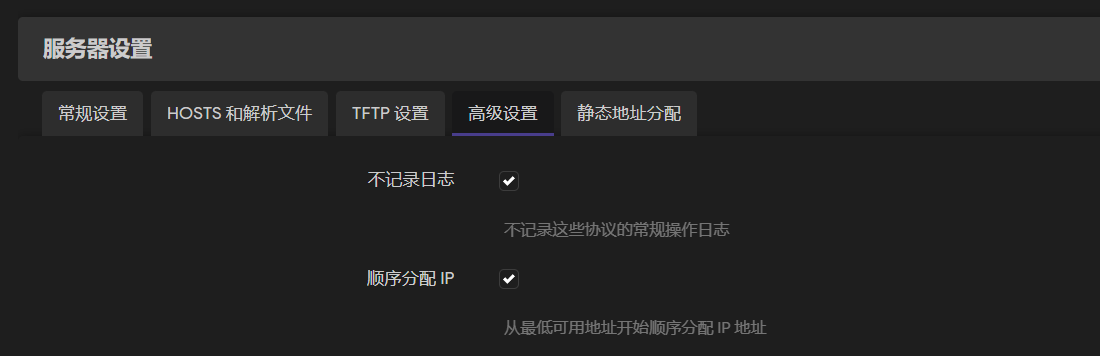 服务器设置
常规设置 HOSTS 和解析文件 TFTP 设置 高级设置 静态地址分配
不记录日志
不记录这些协议的常规操作日志
顺序分配 IP
从最低可用地址开始顺序分配 IP 地址